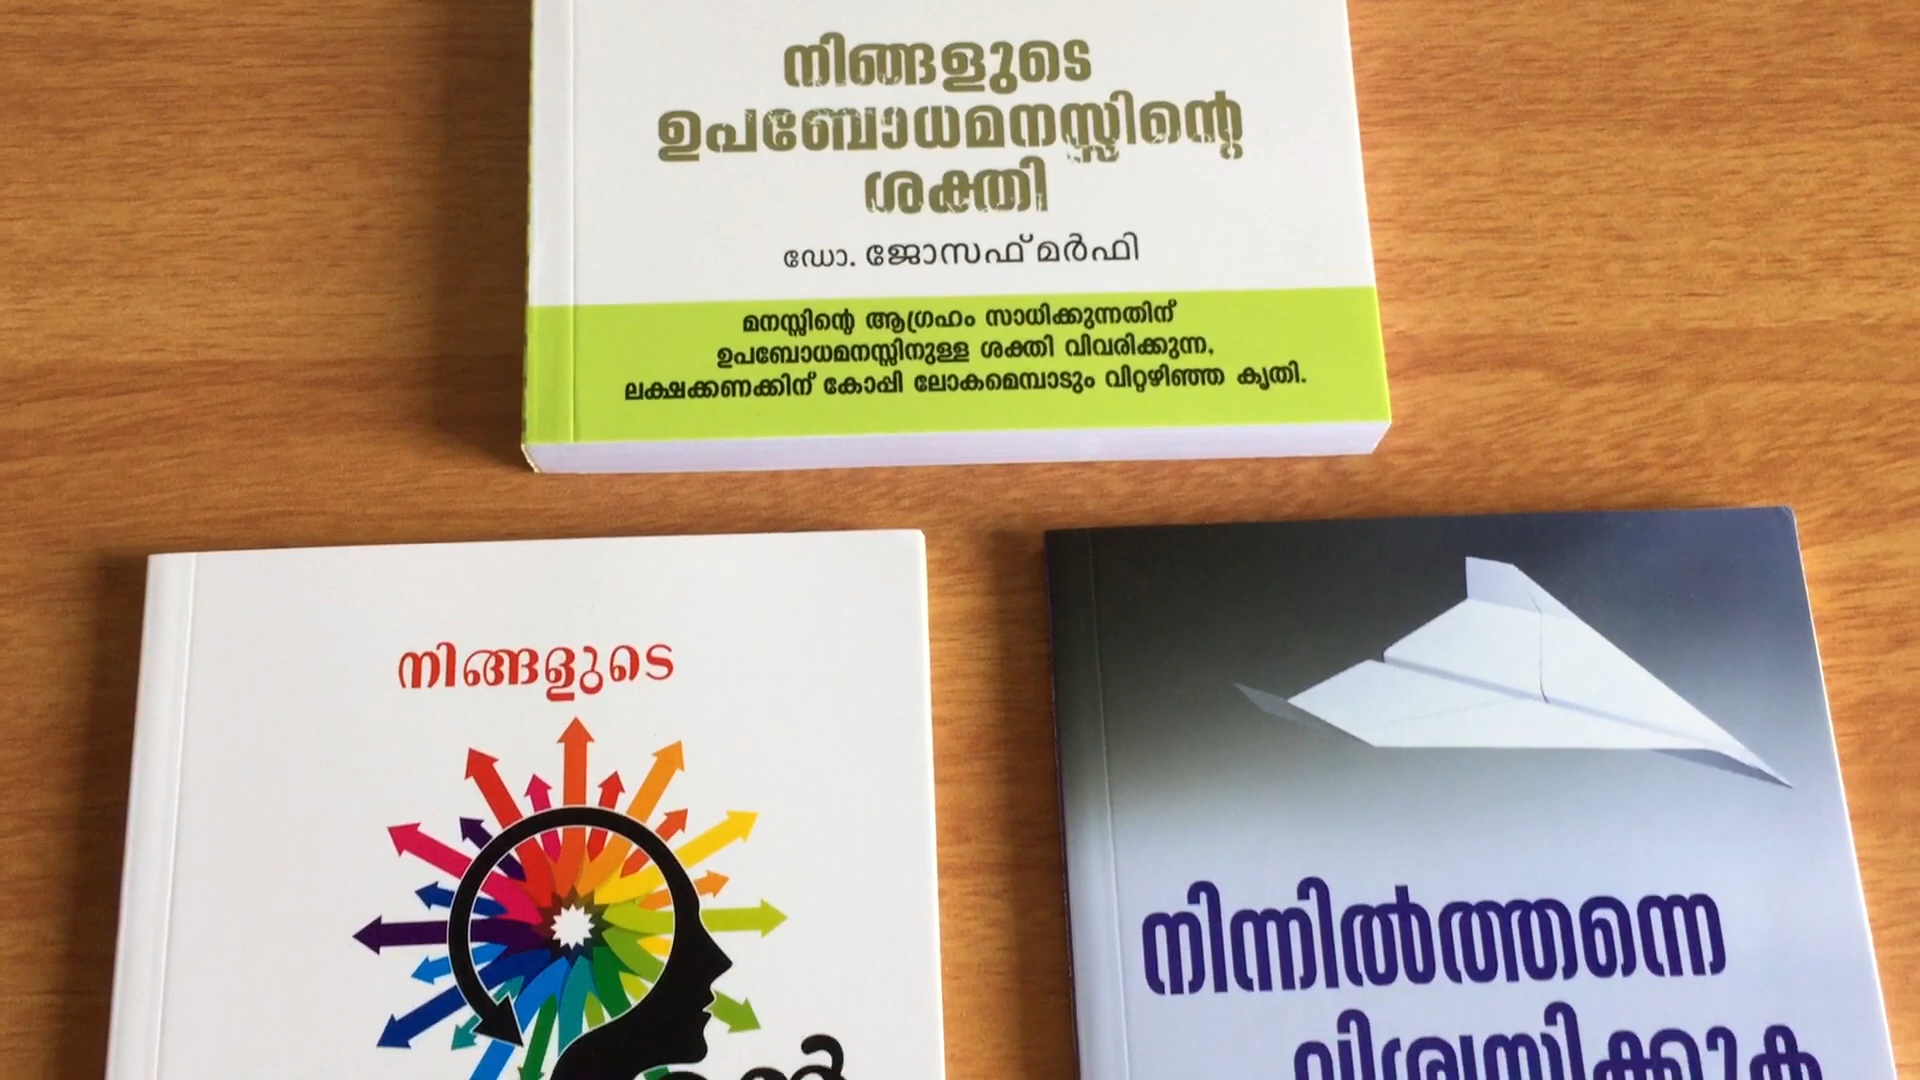 നിങ്ങളുടെ
ഉപബോധമനസ്സിന്റെ
ശക്തി
ഡോ. ജോസഫ് മർഫി
മനസ്സിന്റെ ആഗ്രഹം സാധിക്കുന്നതിന്
ഉപബോധമനസ്സിനുള്ള ശക്തി വിവരിക്കുന്ന,
ലക്ഷക്കണക്കിന് കോപ്പി ലോകമെമ്പാടും വിറ്റഴിഞ്ഞ കൃതി.
നിങ്ങളുടെ
നിന്നിൽത്തന്നെ
വിശ്വസിക്കുക